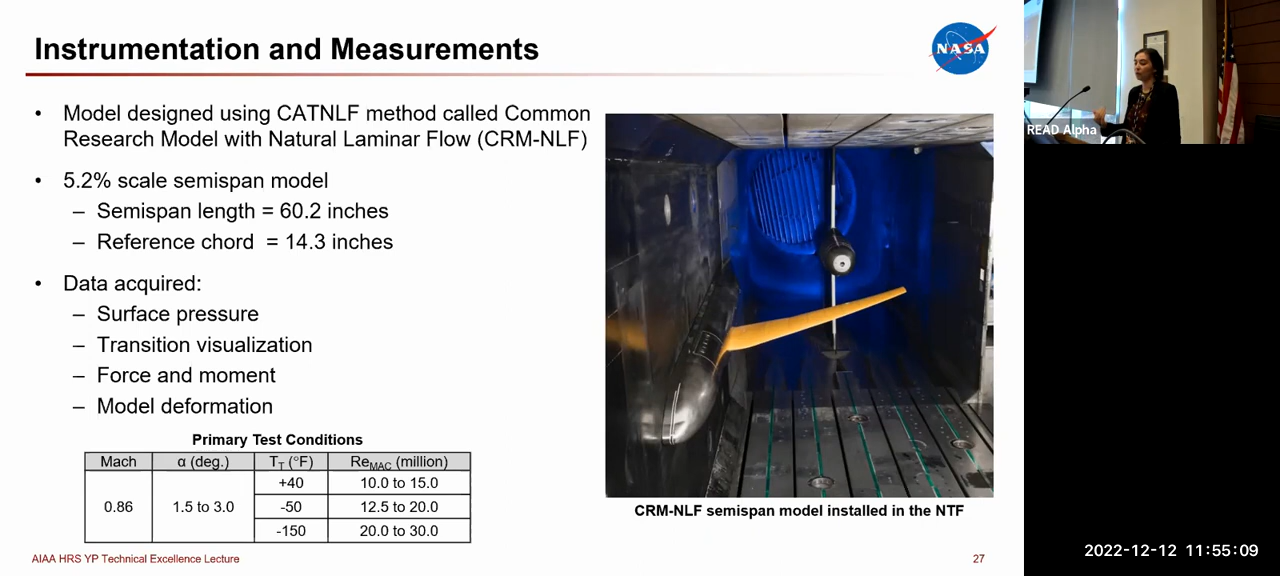 Instrumentation and Measurements
NASA
• Model designed using CATNLF method called Common
Research Model with Natural Laminar Flow (CRM-NLF)
• 5.2% scale semispan model
– Semispan length = 60.2 inches
– Reference chord = 14.3 inches
• Data acquired:
– Surface pressure
– Transition visualization
– Force and moment
– Model deformation
Primary Test Conditions
Mach α (deg.) T_T (°F) Re_MAC (million)
0.86 1.5 to 3.0 +40 10.0 to 15.0
-50 12.5 to 20.0
-150 20.0 to 30.0
CRM-NLF semispan model installed in the NTF
AIAA HRS YP Technical Excellence Lecture
27
READ Alpha
2022-12-12 11:55:09